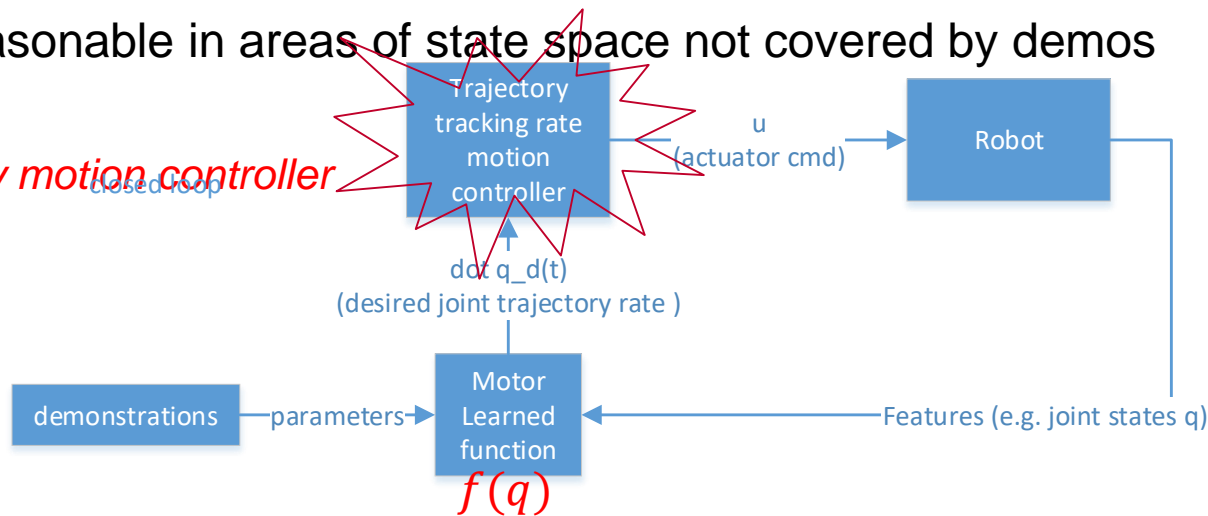 asonable in areas of state space not covered by demos
Trajectory
tracking rate
motion
controller
u
(actuator cmd)
Robot
y motion controller
closed loop
dot q_d(t)
(desired joint trajectory rate )
demonstrations
parameters
Motor
Learned
function
Features (e.g. joint states q)
f(q)